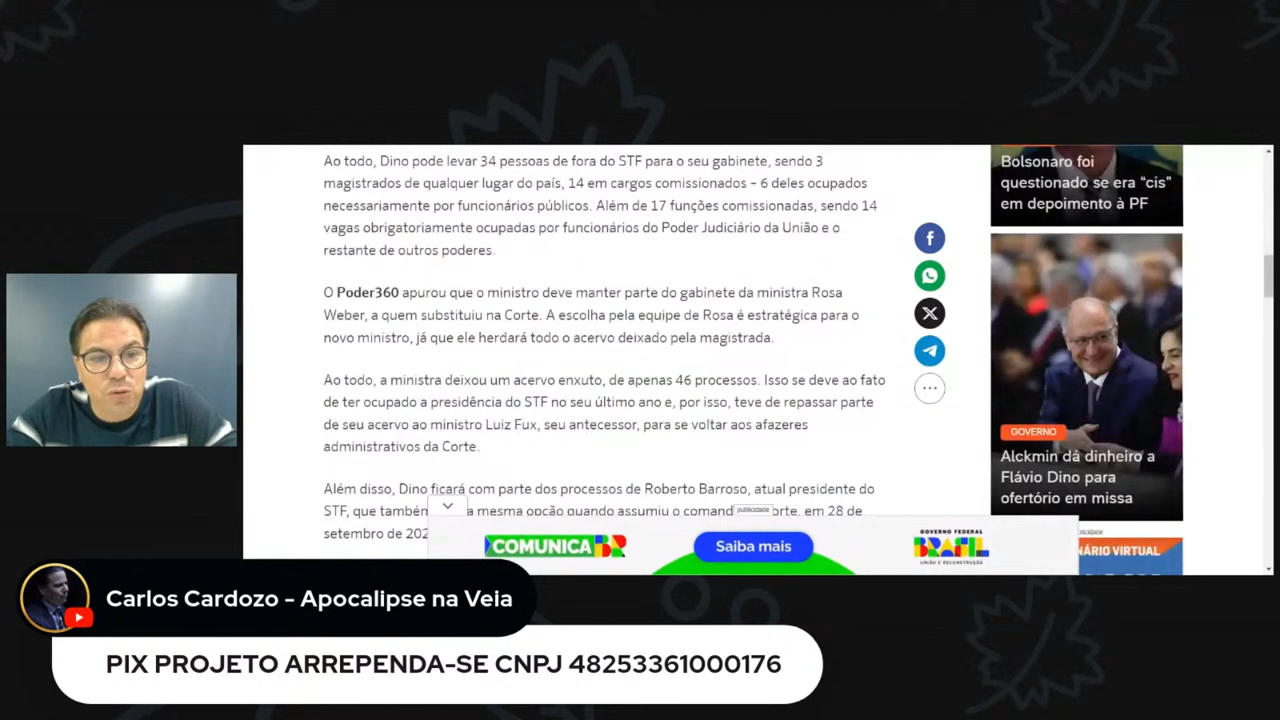 Ao todo, Dino pode levar 34 pessoas de fora do STF para o seu gabinete, sendo 3
magistrados de qualquer lugar do país, 14 em cargos comissionados – 6 deles ocupados
necessariamente por funcionários públicos. Além de 17 funções comissionadas, sendo 14
vagas obrigatoriamente ocupadas por funcionários do Poder Judiciário da União e o
restante de outros poderes.
O Poder360 apurou que o ministro deve manter parte do gabinete da ministra Rosa
Weber, a quem substituiu na Corte. A escolha pela equipe de Rosa é estratégica para o
novo ministro, já que ele herdará todo o acervo deixado pela magistrada.
Ao todo, a ministra deixou um acervo enxuto, de apenas 46 processos. Isso se deve ao fato
de ter ocupado a presidência do STF no seu último ano e, por isso, teve de repassar parte
de seu acervo ao ministro Luiz Fux, seu antecessor, para se voltar aos afazeres
administrativos da Corte.
Além disso, Dino ficará com parte dos processos de Roberto Barroso, atual presidente do
STF, que também a mesma opção quando assumiu o comand orte, em 28 de
setembro de 202
publicidade
COMUNICA BR
Saiba mais
GOVERNO FEDERAL
BRASIL
UNIÃO E RECONSTRUÇÃO
Bolsonaro foi
questionado se era “cis”
em depoimento à PF
GOVERNO
Alckmin dá dinheiro a
Flávio Dino para
ofertório em missa
NÁRIO VIRTUAL
Carlos Cardozo - Apocalipse na Veia
PIX PROJETO ARREPENDA-SE CNPJ 48253361000176